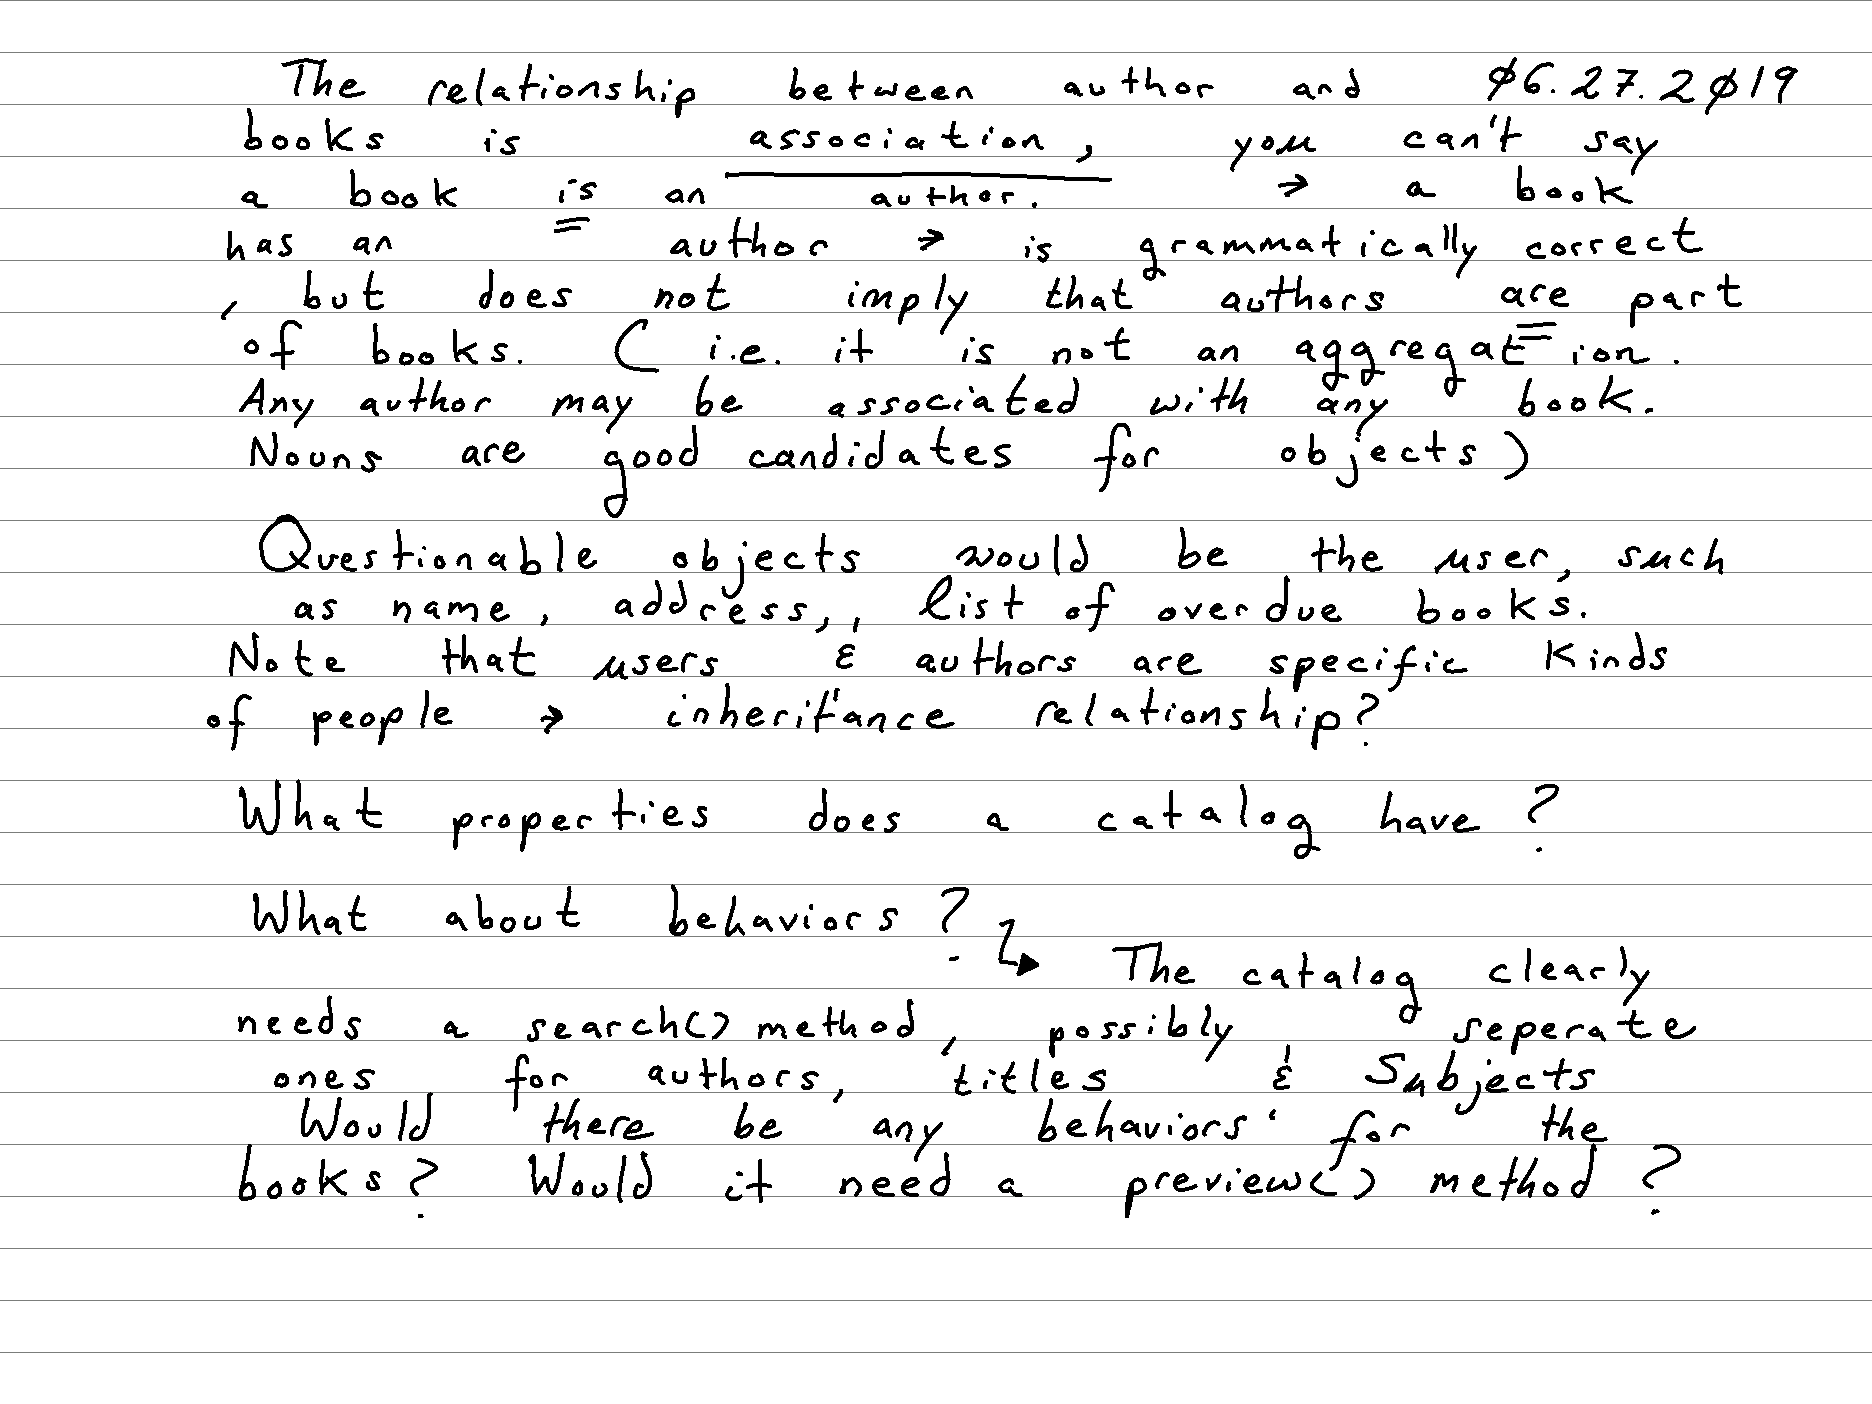 The relationship between author and 06.27.2019
books is association, you can't say
a book is an author. → a book
has an author → is grammatically correct
, but does not imply that authors are part
of books. ( i.e. it is not an aggregation.
Any author may be associated with any book.
Nouns are good candidates for objects)
Questionable objects would be the user, such
as name, address,, list of overdue books.
Note that users & authors are specific kinds
of people → inherit'ance relationship?
What properties does a catalog have?
What about behaviors? ↳ The catalog clearly
needs a search() method, possibly seperate
ones for authors, titles & Subjects
Would there be any behaviors' for the
books? Would it need a preview() method?